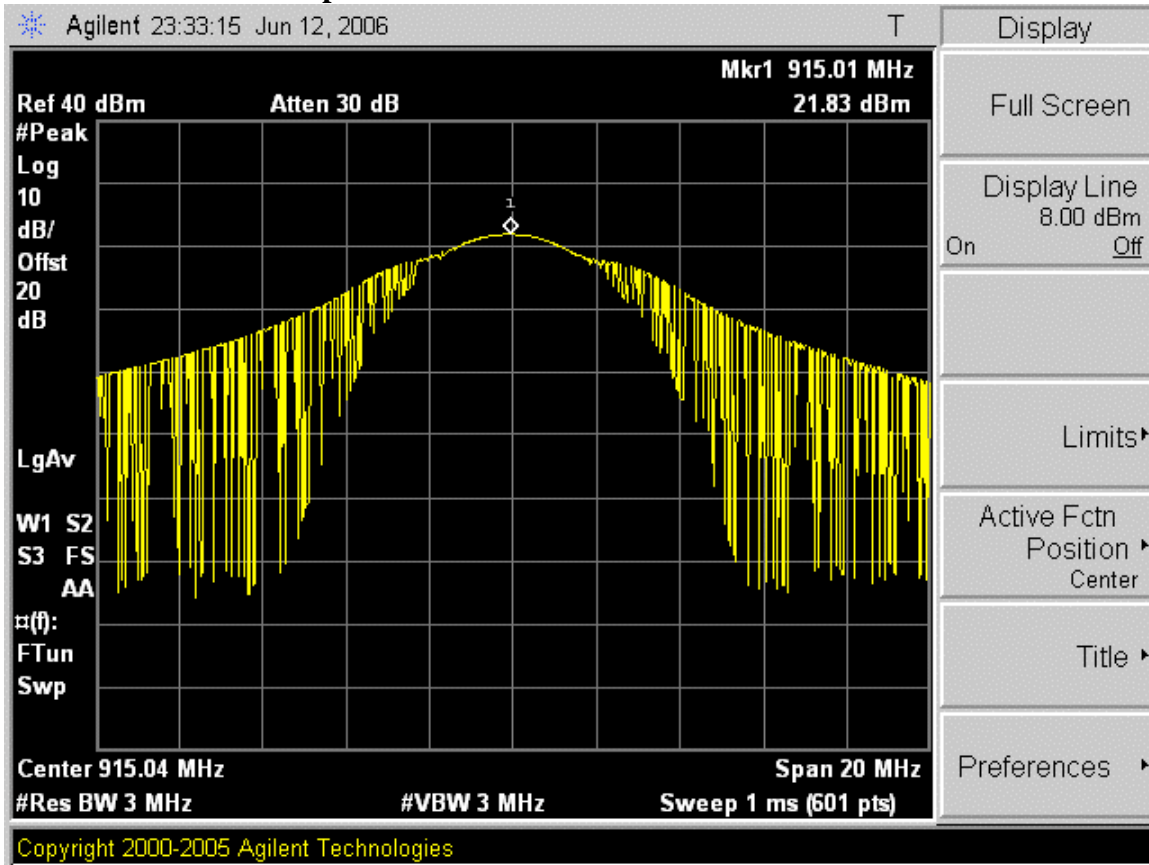 Agilent 23:33:15 Jun 12, 2006 T
Display
Mkr1 915.01 MHz
Ref 40 dBm Atten 30 dB 21.83 dBm
#Peak
Log
10
dB/
Offst
20
dB
1
LgAv
W1 S2
S3 FS
AA
¤(f):
FTun
Swp
Center 915.04 MHz Span 20 MHz
#Res BW 3 MHz #VBW 3 MHz Sweep 1 ms (601 pts)
Full Screen
Display Line
8.00 dBm
On Off
Limits
Active Fctn
Position
Center
Title
Preferences
Copyright 2000-2005 Agilent Technologies